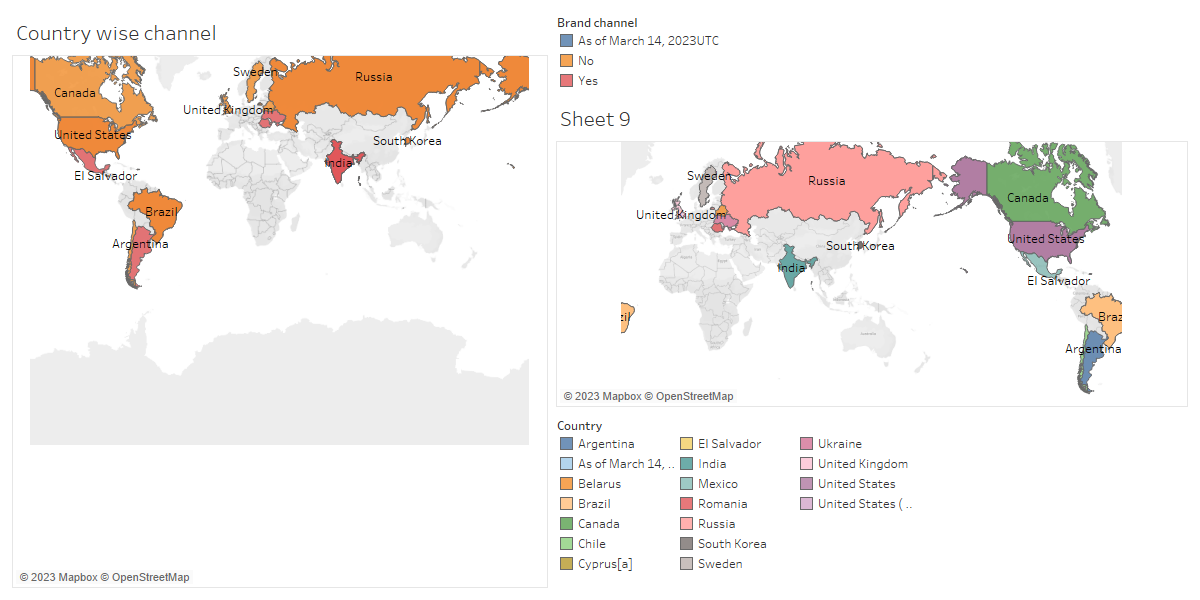 Country wise channel
Sweden
Russia
Canada
United Kingdom
United States
South Korea
India
El Salvador
Brazil
Argentina
© 2023 Mapbox © OpenStreetMap
Brand channel
As of March 14, 2023UTC
No
Yes
Sheet 9
Sweden
Russia
Canada
United Kingdom
United States
South Korea
India
El Salvador
zil
Braz
Argentina
© 2023 Mapbox © OpenStreetMap
Country
Argentina
As of March 14, ..
Belarus
Brazil
Canada
Chile
Cyprus[a]
El Salvador
India
Mexico
Romania
Russia
South Korea
Sweden
Ukraine
United Kingdom
United States
United States ( ..